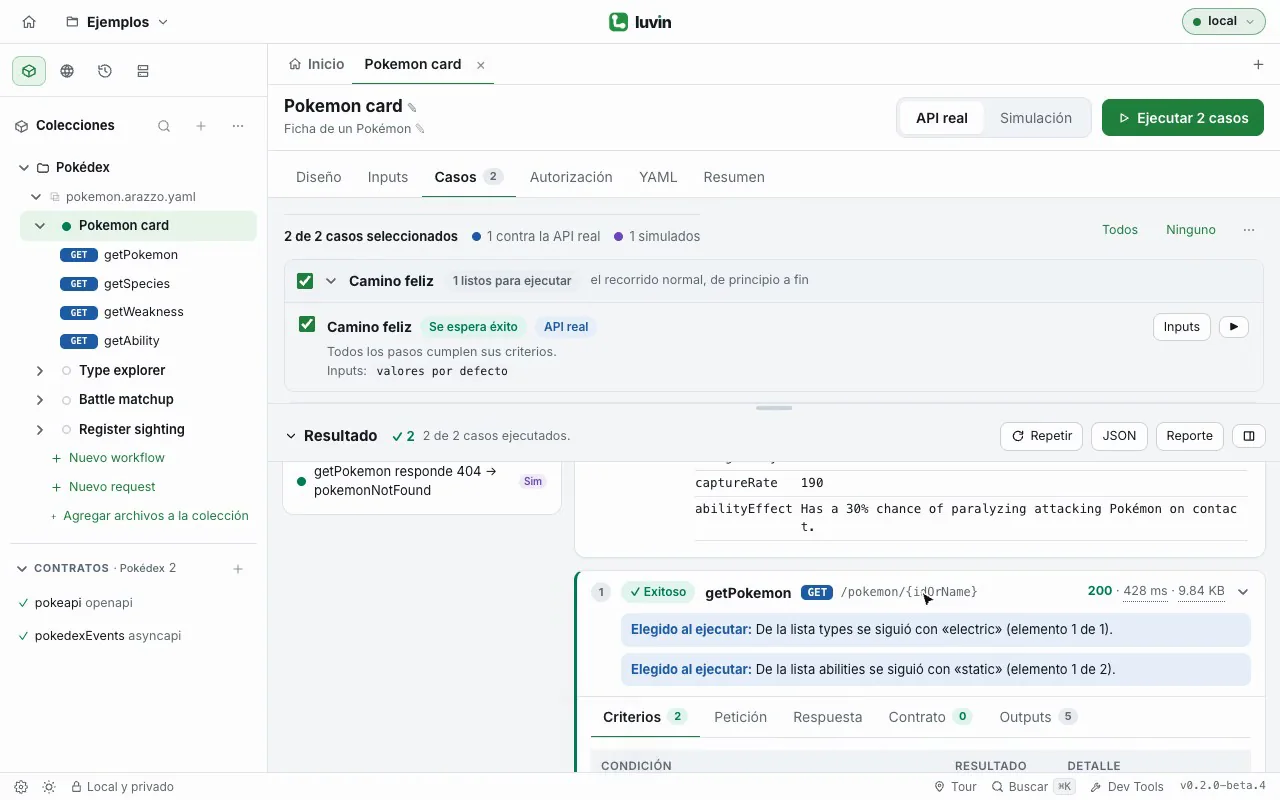 Ejemplos
luvin
local
Inicio
Pokemon card
Colecciones
Pokemon card
Ficha de un Pokémon
API real
Simulación
Ejecutar 2 casos
Pokédex
pokemon.arazzo.yaml
Pokemon card
GET getPokemon
GET getSpecies
GET getWeakness
GET getAbility
Type explorer
Battle matchup
Register sighting
+ Nuevo workflow
+ Nuevo request
+ Agregar archivos a la colección
CONTRATOS · Pokédex 2
pokeapi openapi
pokedexEvents asyncapi
Diseño
Inputs
Casos 2
Autorización
YAML
Resumen
2 de 2 casos seleccionados
1 contra la API real
1 simulados
Todos
Ninguno
Camino feliz
1 listos para ejecutar
el recorrido normal, de principio a fin
Camino feliz
Se espera éxito
API real
Inputs
Todos los pasos cumplen sus criterios.
Inputs: valores por defecto
Resultado
✓ 2
2 de 2 casos ejecutados.
Repetir
JSON
Reporte
getPokemon responde 404 →
pokemonNotFound
Sim
captureRate 190
abilityEffect Has a 30% chance of paralyzing attacking Pokémon on contac
t.
1
✓ Exitoso
getPokemon
GET
/pokemon/{idOrName}
200 · 428 ms · 9.84 KB
Elegido al ejecutar: De la lista types se siguió con «electric» (elemento 1 de 1).
Elegido al ejecutar: De la lista abilities se siguió con «static» (elemento 1 de 2).
Criterios 2
Petición
Respuesta
Contrato 0
Outputs 5
CONDICIÓN
RESULTADO
DETALLE
Local y privado
Tour
Buscar ⌘K
Dev Tools
v0.2.0-beta.4